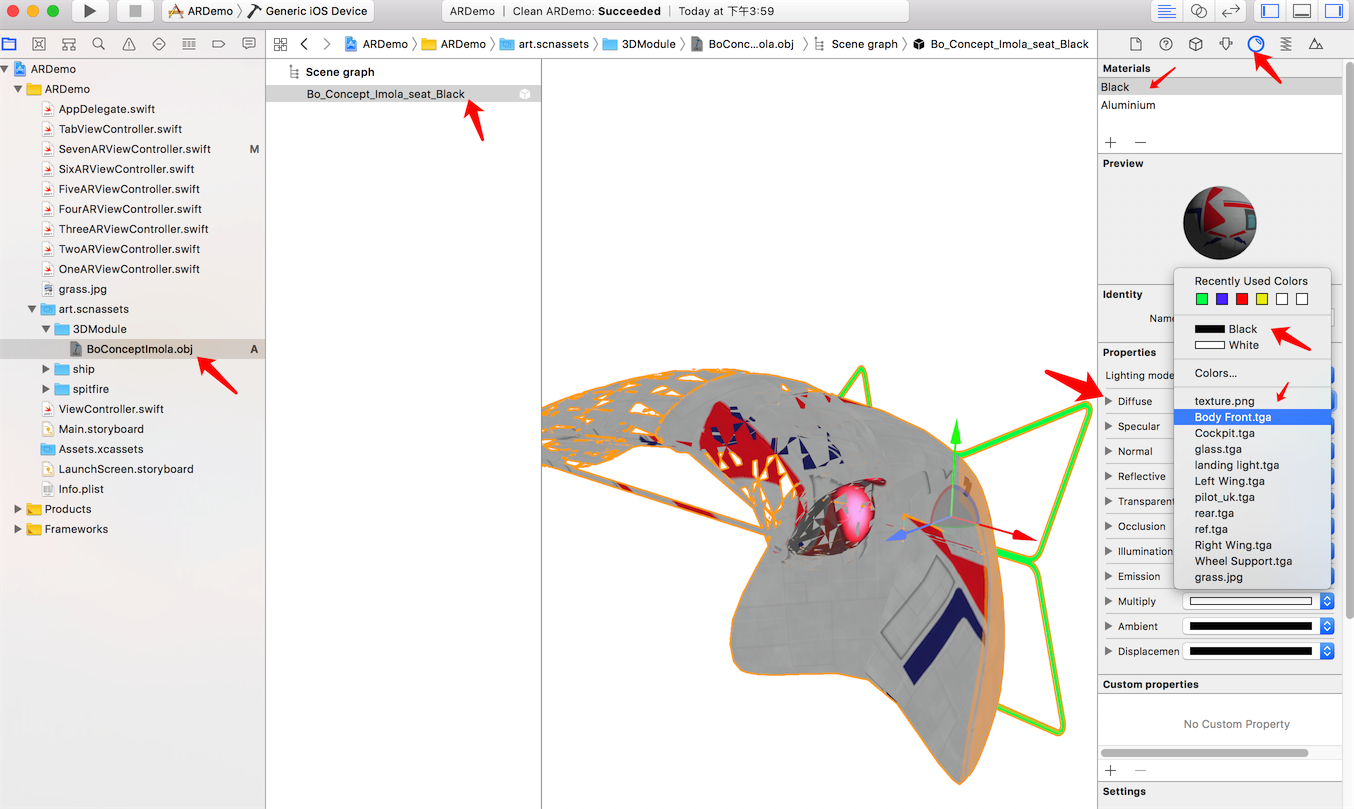 ARDemo
Generic iOS Device
ARDemo | Clean ARDemo: Succeeded | Today at 下午3:59
ARDemo
ARDemo
art.scnassets
3DModule
BoConc...ola.obj
Scene graph
Bo_Concept_Imola_seat_Black
ARDemo
ARDemo
AppDelegate.swift
TabViewController.swift
SevenARViewController.swift M
SixARViewController.swift
FiveARViewController.swift
FourARViewController.swift
ThreeARViewController.swift
TwoARViewController.swift
OneARViewController.swift
grass.jpg
art.scnassets
3DModule
BoConceptImola.obj A
ship
spitfire
ViewController.swift
Main.storyboard
Assets.xcassets
LaunchScreen.storyboard
Info.plist
Products
Frameworks
Scene graph
Bo_Concept_Imola_seat_Black
Materials
Black
Aluminium
Preview
Identity
Name
Properties
Lighting mode
Diffuse
Specular
Normal
Reflective
Transparent
Occlusion
Illumination
Emission
Multiply
Ambient
Displacemen
Recently Used Colors
Black
White
Colors...
texture.png
Body Front.tga
Cockpit.tga
glass.tga
landing light.tga
Left Wing.tga
pilot_uk.tga
rear.tga
ref.tga
Right Wing.tga
Wheel Support.tga
grass.jpg
Custom properties
No Custom Property
Settings